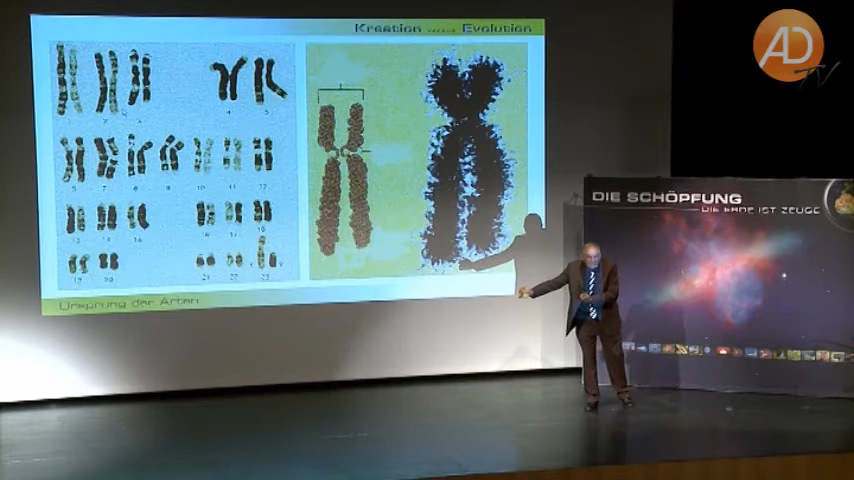 Kreation versus Evolution
AD
TV
DIE SCHÖPFUNG
DIE ERDE IST ZEUGE
Ursprung der Arten